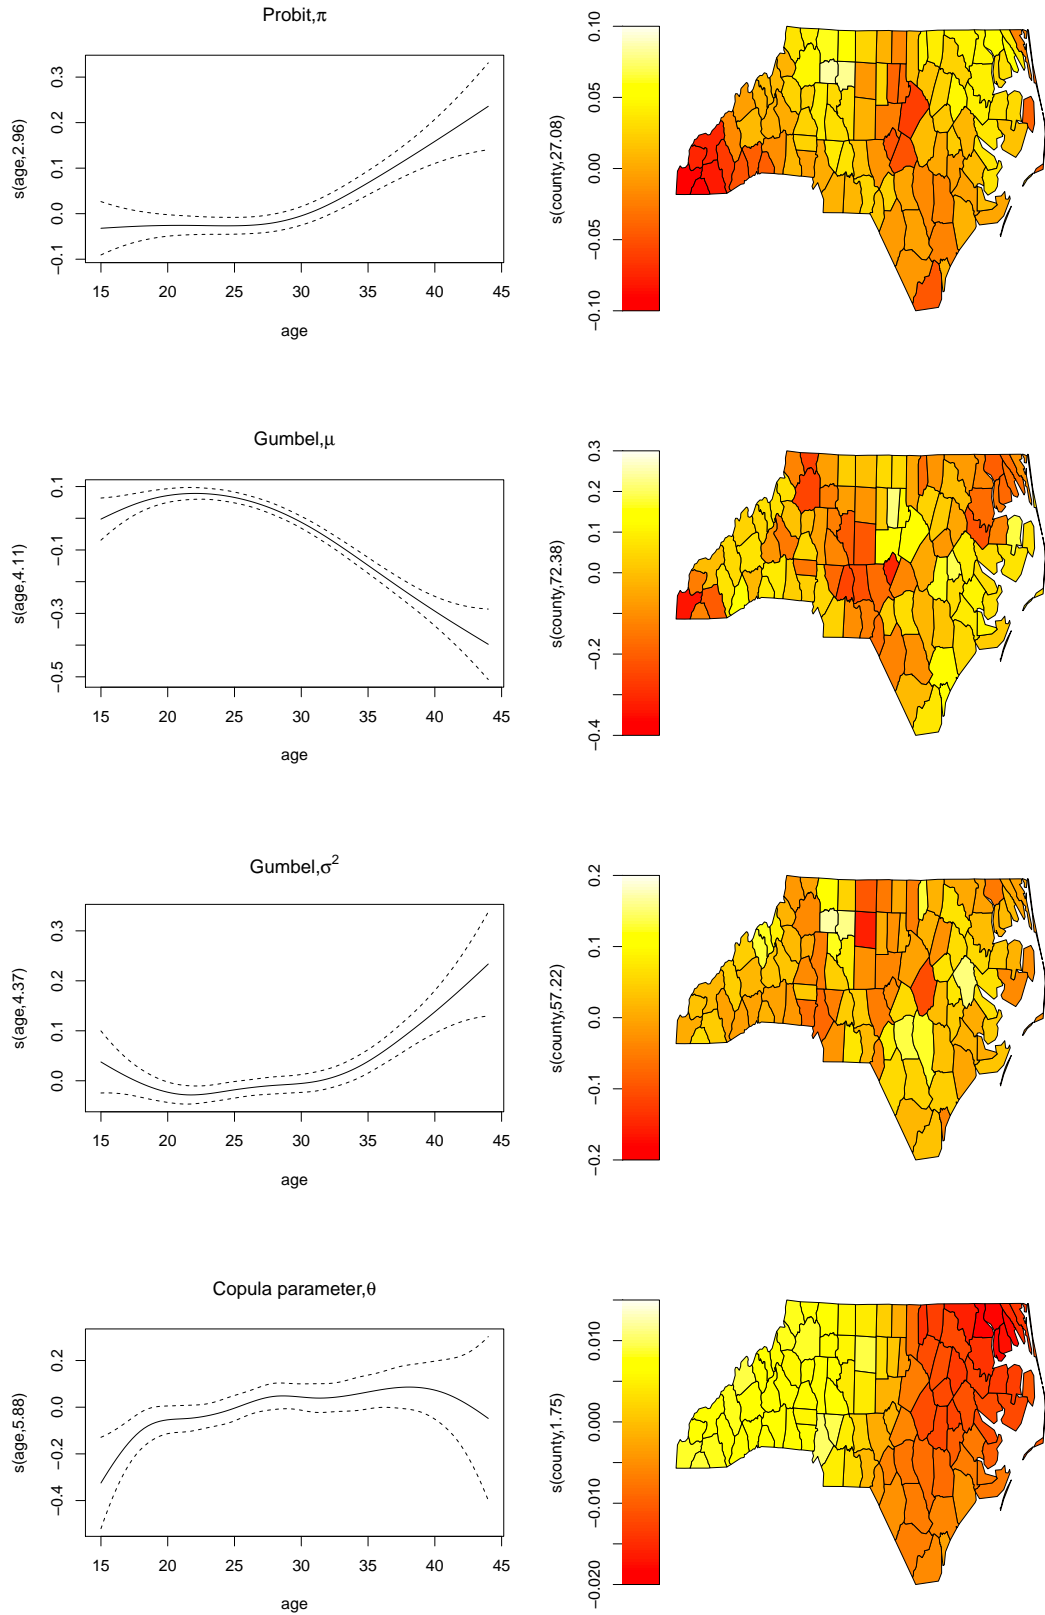 Probit,π
s(age,2.96)
0.3
0.2
0.1
0.0
−0.1
15 20 25 30 35 40 45
age
s(county,27.08)
0.10
0.05
0.00
−0.05
−0.10
Gumbel,μ
s(age,4.11)
0.1
−0.1
−0.3
−0.5
15 20 25 30 35 40 45
age
s(county,72.38)
0.3
0.2
0.1
0.0
−0.2
−0.4
Gumbel,σ²
s(age,4.37)
0.3
0.2
0.1
0.0
15 20 25 30 35 40 45
age
s(county,57.22)
0.2
0.1
0.0
−0.1
−0.2
Copula parameter,θ
s(age,5.88)
0.2
0.0
−0.2
−0.4
15 20 25 30 35 40 45
age
s(county,1.75)
0.010
0.000
−0.010
−0.020